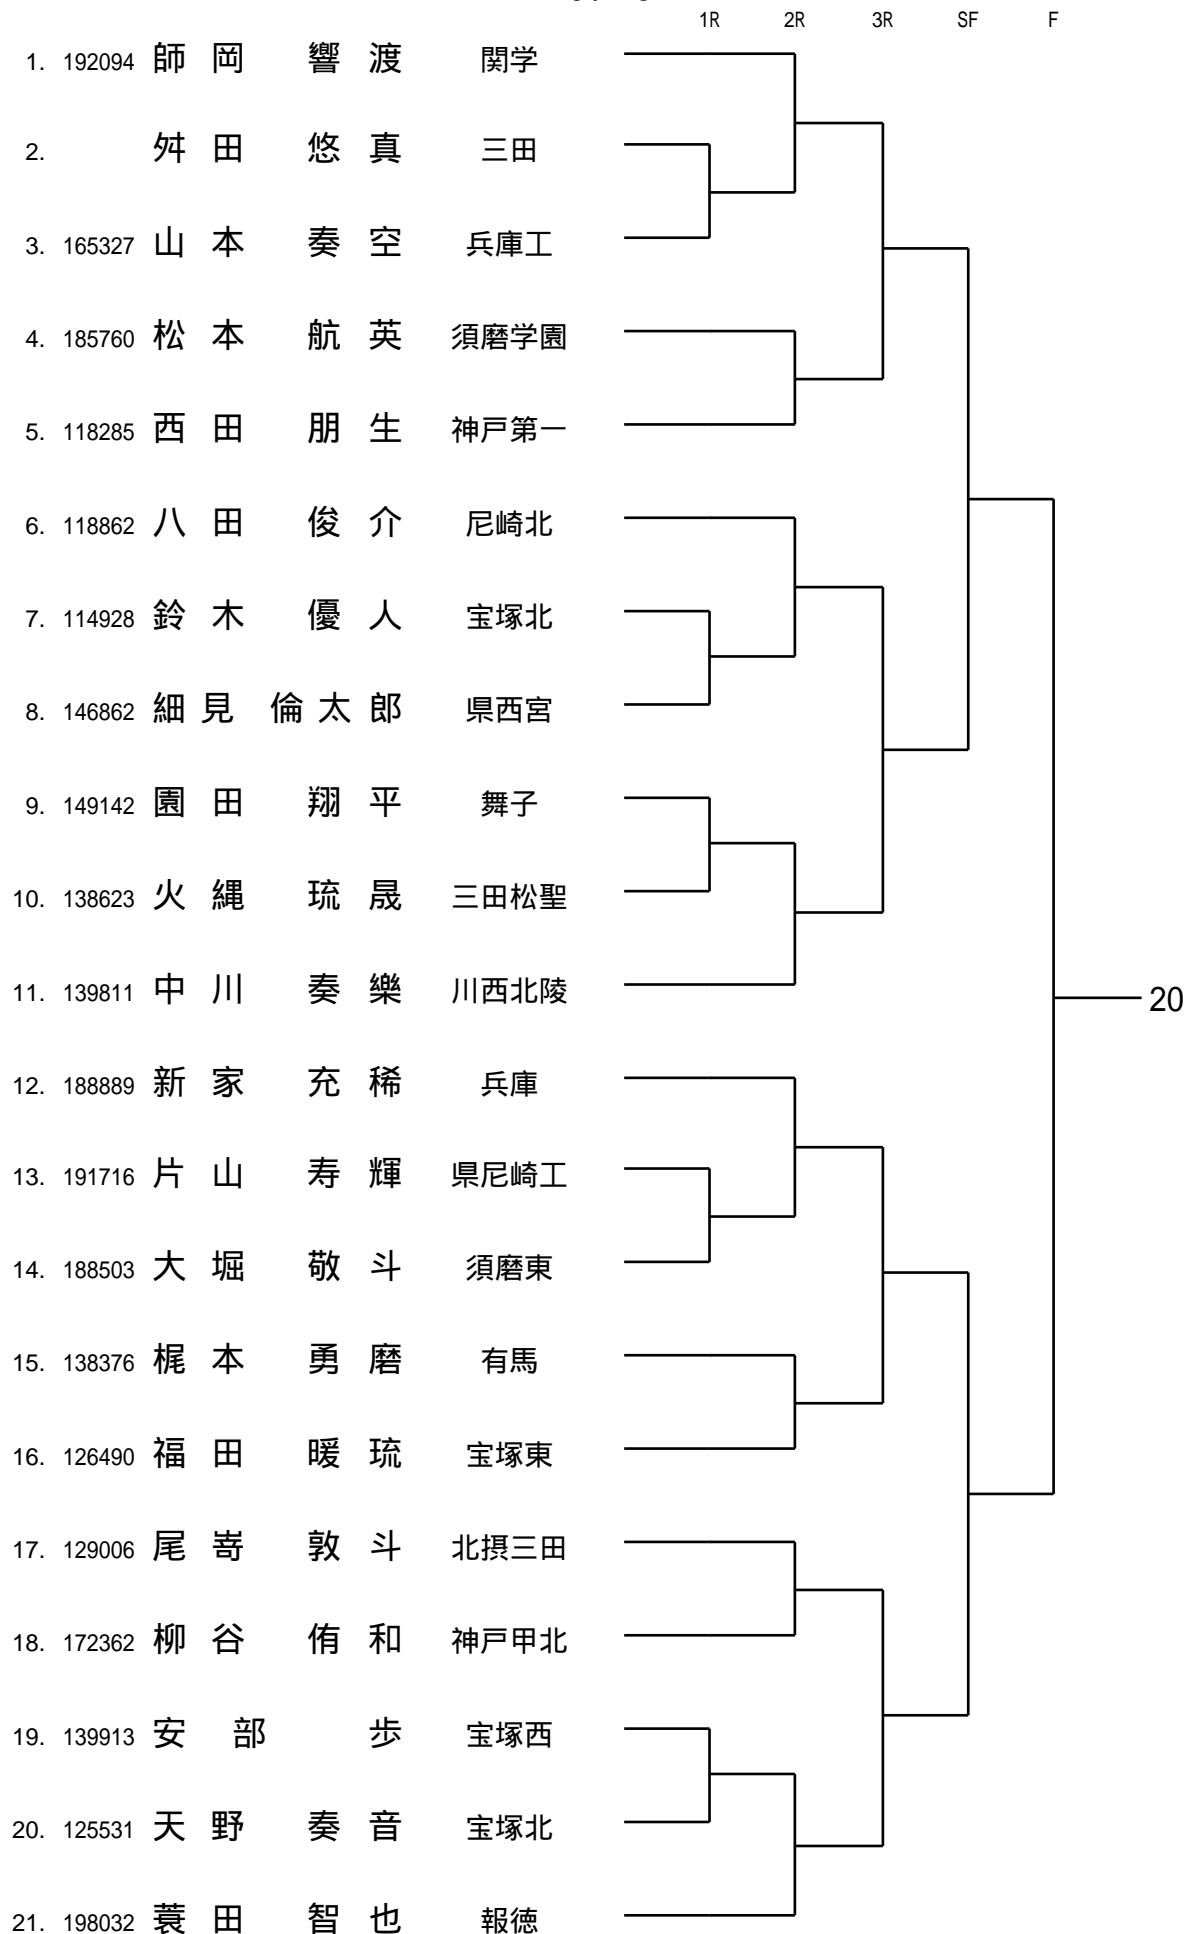 1R 2R 3R SF F
1. 192094 師岡 響渡 関学
2. 舛田 悠真 三田
3. 165327 山本 奏空 兵庫工
4. 185760 松本 航英 須磨学園
5. 118285 西田 朋生 神戸第一
6. 118862 八田 俊介 尼崎北
7. 114928 鈴木 優人 宝塚北
8. 146862 細見 倫太郎 県西宮
9. 149142 園田 翔平 舞子
10. 138623 火縄 琉晟 三田松聖
11. 139811 中川 奏樂 川西北陵
20
12. 188889 新家 充稀 兵庫
13. 191716 片山 寿輝 県尼崎工
14. 188503 大堀 敬斗 須磨東
15. 138376 梶本 勇磨 有馬
16. 126490 福田 暖琉 宝塚東
17. 129006 尾嵜 敦斗 北摂三田
18. 172362 柳谷 侑和 神戸甲北
19. 139913 安部 歩 宝塚西
20. 125531 天野 奏音 宝塚北
21. 198032 蓑田 智也 報徳